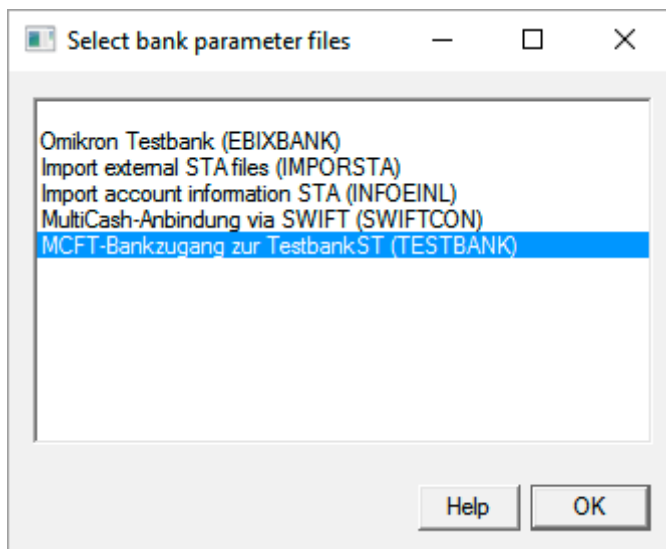 Select bank parameter files
Omikron Testbank (EBIXBANK)
Import external STA files (IMPORSTA)
Import account information STA (INFOEINL)
MultiCash-Anbindung via SWIFT (SWIFTCON)
MCFT-Bankzugang zur TestbankST (TESTBANK)
Help
OK